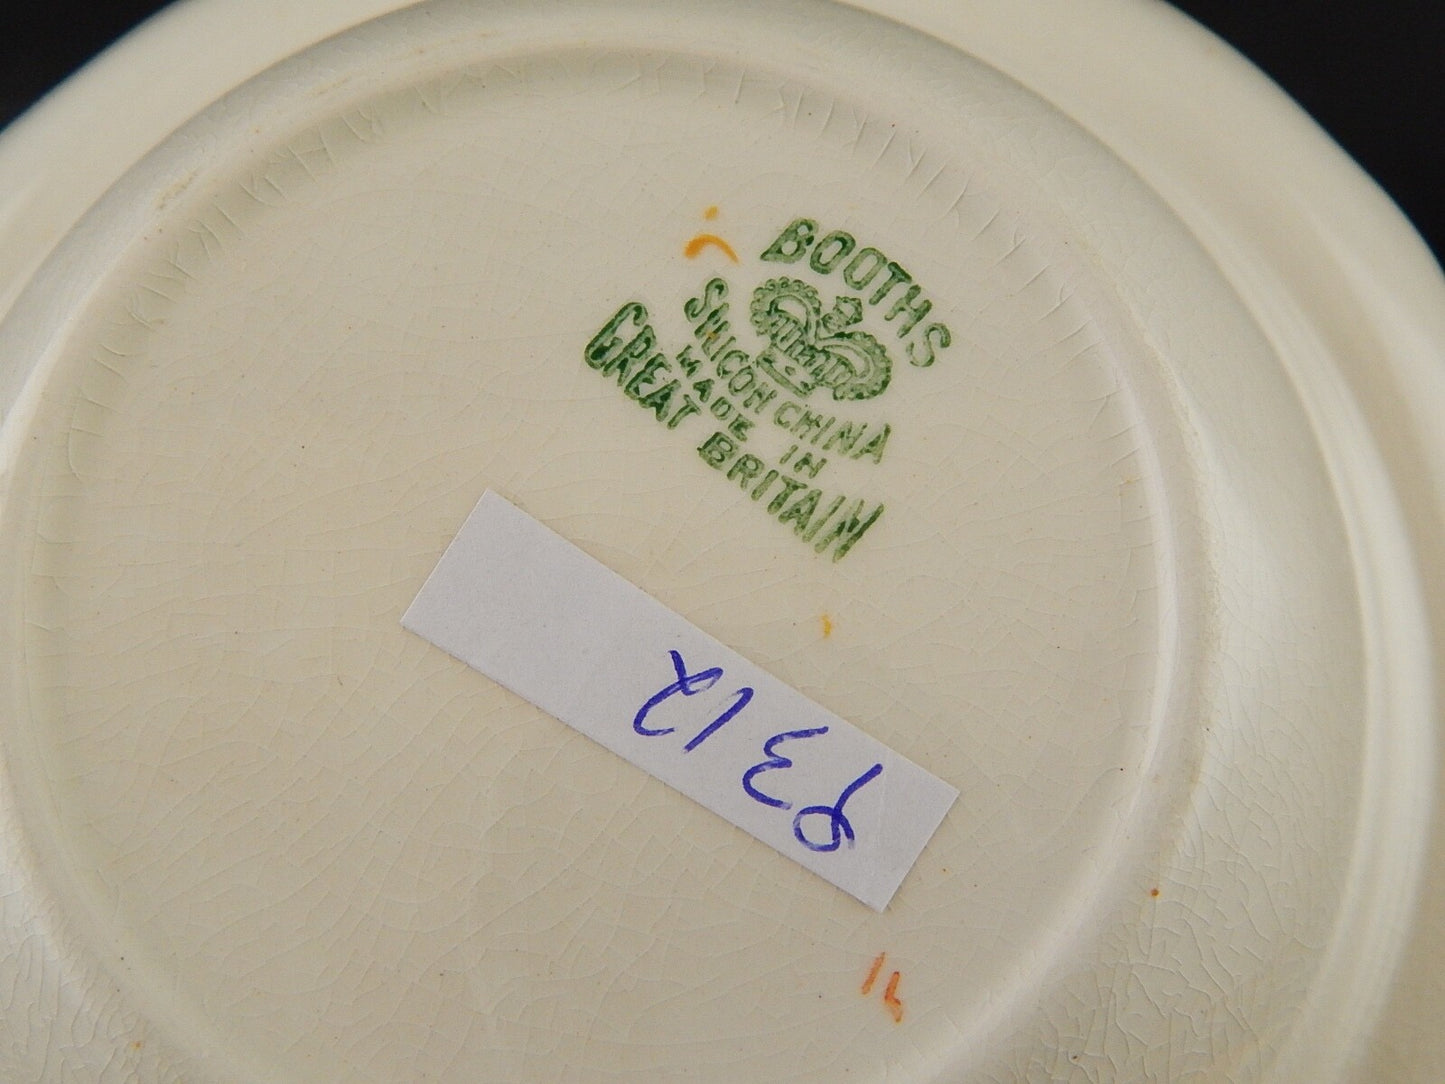 BOOTHS
SILICON CHINA
MADE IN
GREAT BRITAIN
P312